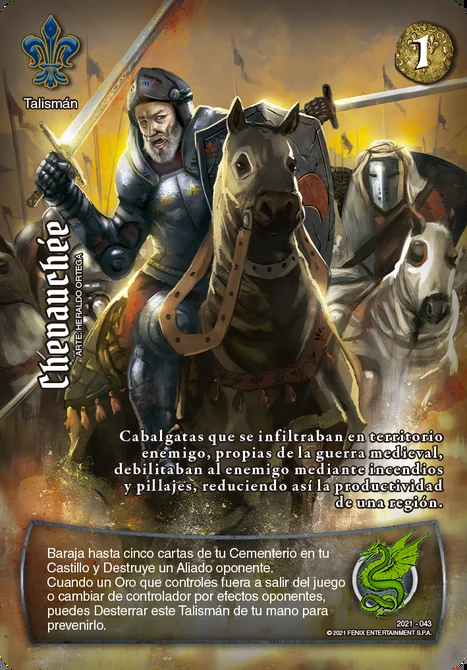 1
Talismán
Chevauchée
ARTE: HERALDO ORTEGA
Cabalgatas que se infiltraban en territorio
enemigo, propias de la guerra medieval,
debilitaban al enemigo mediante incendios
y pillajes, reduciendo así la productividad
de una región.
Baraja hasta cinco cartas de tu Cementerio en tu
Castillo y Destruye un Aliado oponente.
Cuando un Oro que controles fuera a salir del juego
o cambiar de controlador por efectos oponentes,
puedes Desterrar este Talismán de tu mano para
prevenirlo.
2021 - 043
© 2021 FENIX ENTERTAINMENT S.P.A.